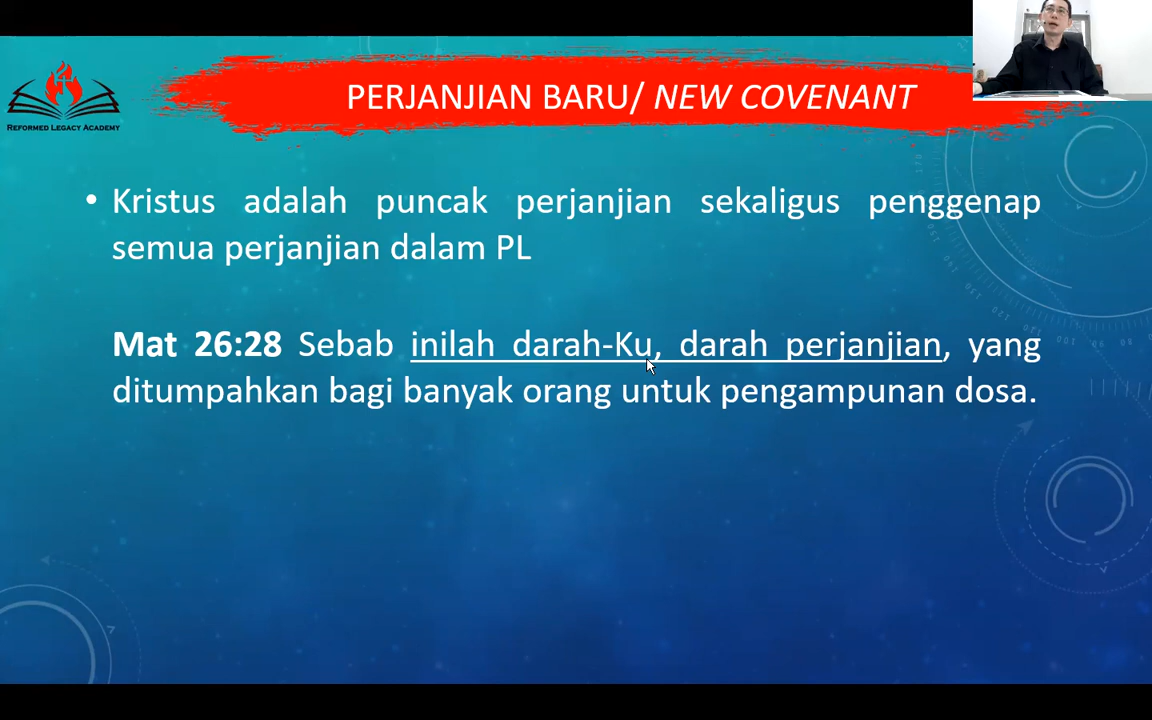 REFORMED LEGACY ACADEMY
PERJANJIAN BARU/ NEW COVENANT
• Kristus adalah puncak perjanjian sekaligus penggenap
semua perjanjian dalam PL
Mat 26:28 Sebab inilah darah-Ku, darah perjanjian, yang
ditumpahkan bagi banyak orang untuk pengampunan dosa.